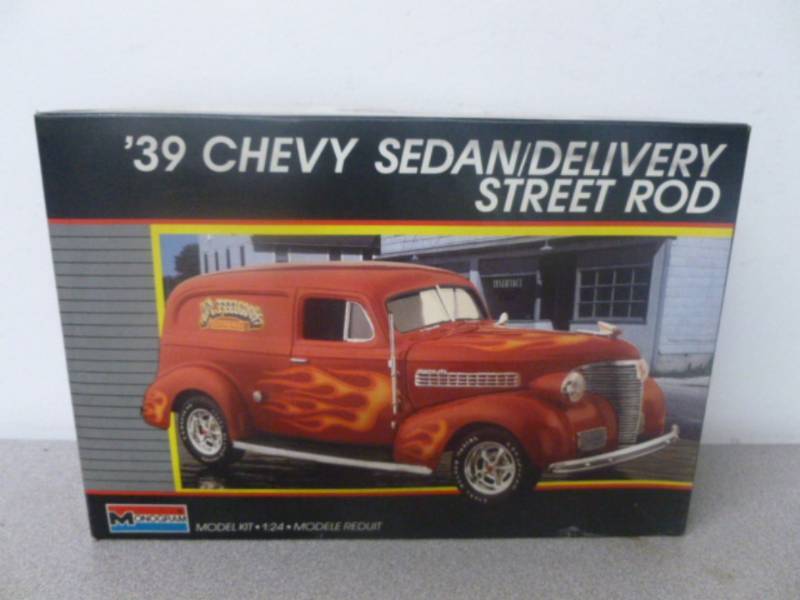 '39 CHEVY SEDAN/DELIVERY
STREET ROD
MONOGRAM
MODEL KIT • 1:24 • MODELE REDUIT